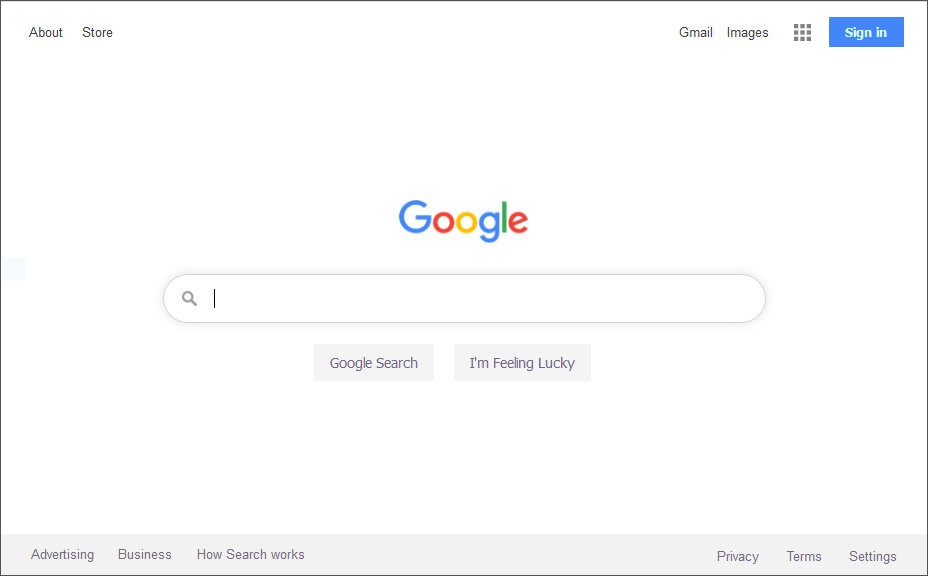 About Store Gmail Images Sign in
Google
Google Search I'm Feeling Lucky
Advertising Business How Search works Privacy Terms Settings